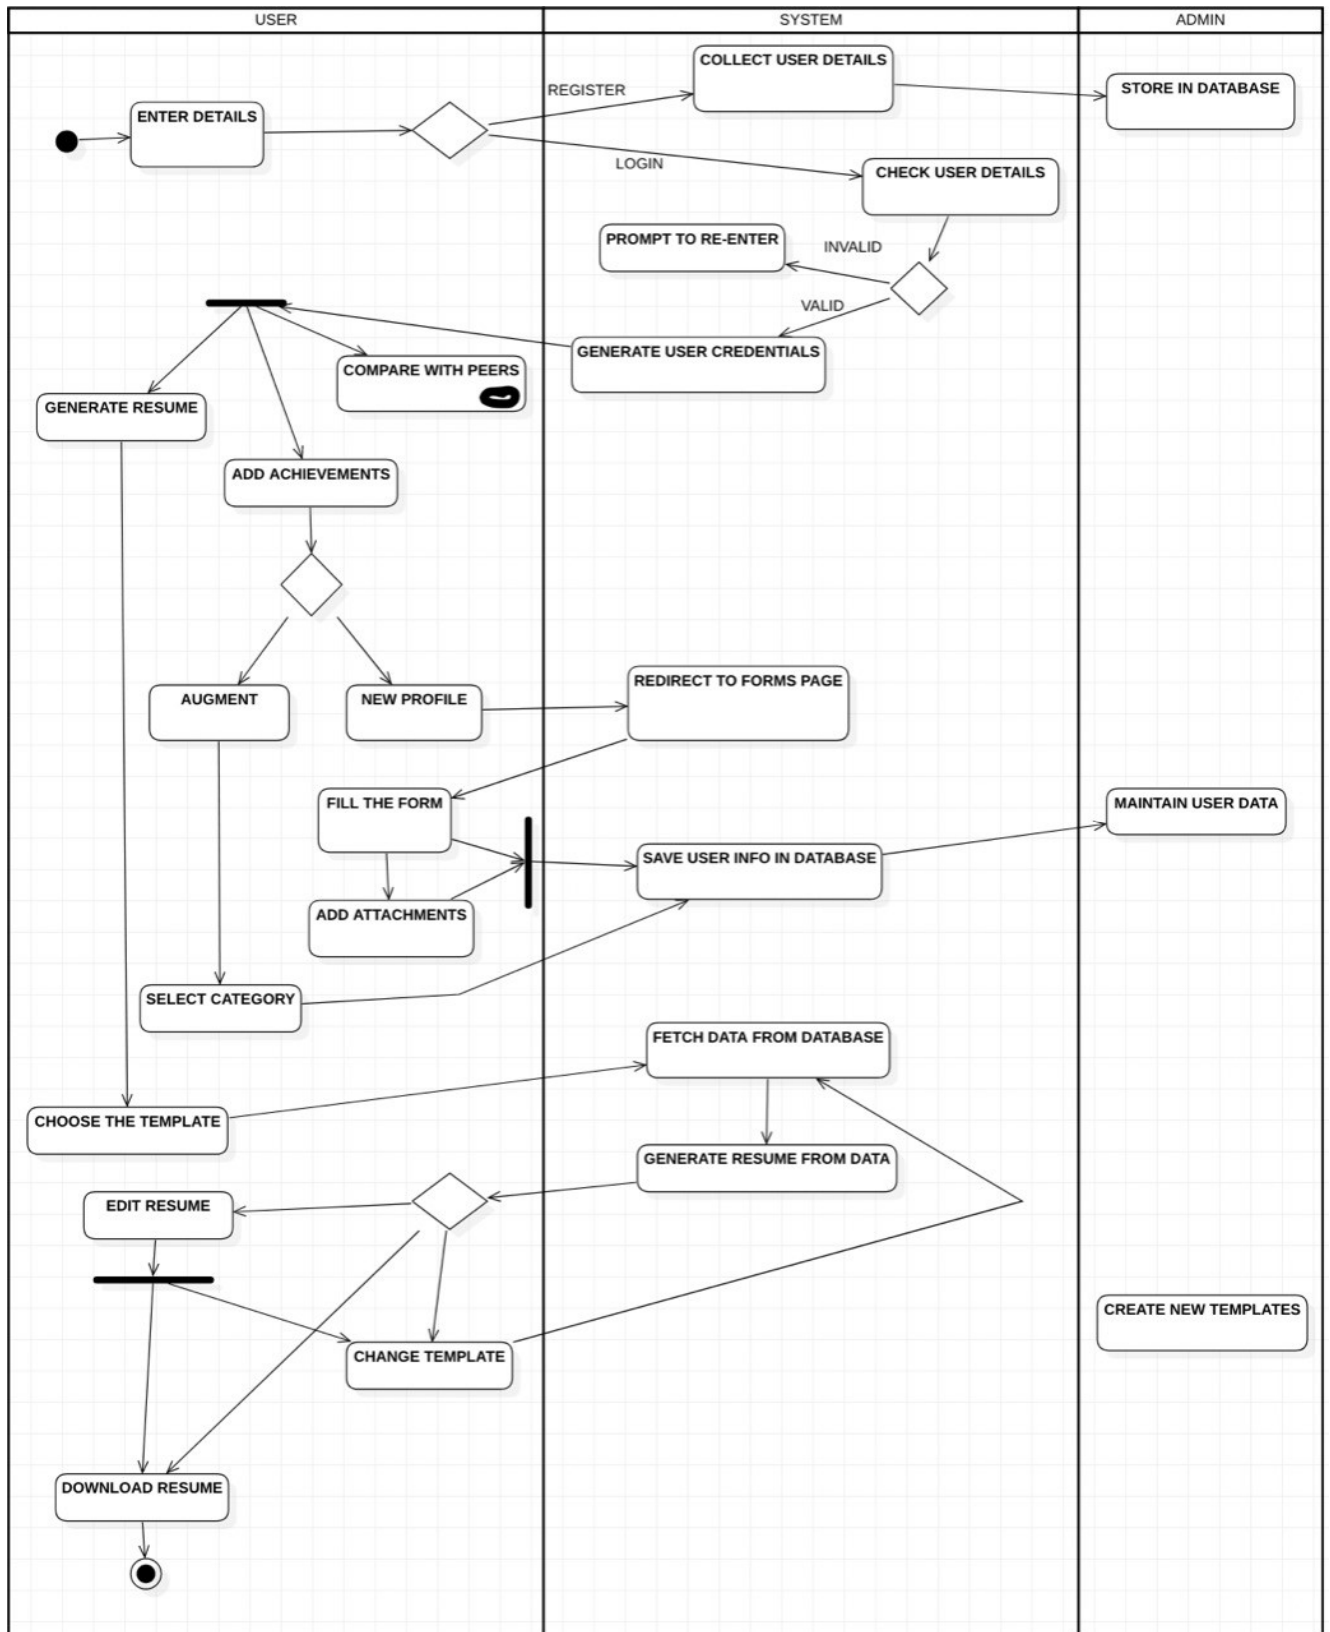 USER
SYSTEM
ADMIN
COLLECT USER DETAILS
STORE IN DATABASE
REGISTER
ENTER DETAILS
LOGIN
CHECK USER DETAILS
PROMPT TO RE-ENTER
INVALID
VALID
GENERATE USER CREDENTIALS
COMPARE WITH PEERS
GENERATE RESUME
ADD ACHIEVEMENTS
AUGMENT
NEW PROFILE
REDIRECT TO FORMS PAGE
FILL THE FORM
MAINTAIN USER DATA
SAVE USER INFO IN DATABASE
ADD ATTACHMENTS
SELECT CATEGORY
FETCH DATA FROM DATABASE
CHOOSE THE TEMPLATE
GENERATE RESUME FROM DATA
EDIT RESUME
CREATE NEW TEMPLATES
CHANGE TEMPLATE
DOWNLOAD RESUME